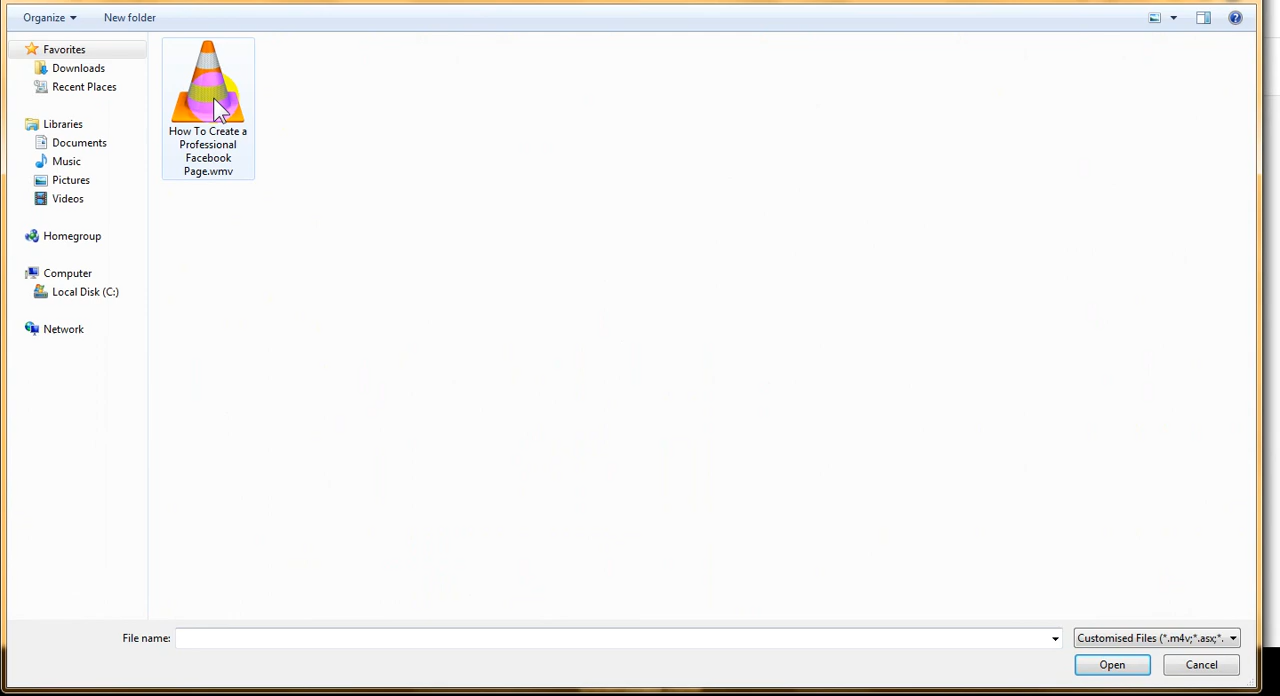 Organize
New folder
Favorites
Downloads
Recent Places
Libraries
Documents
Music
Pictures
Videos
Homegroup
Computer
Local Disk (C:)
Network
How To Create a
Professional
Facebook
Page.wmv
File name:
Customised Files (*.m4v;*.asx;*.
Open
Cancel